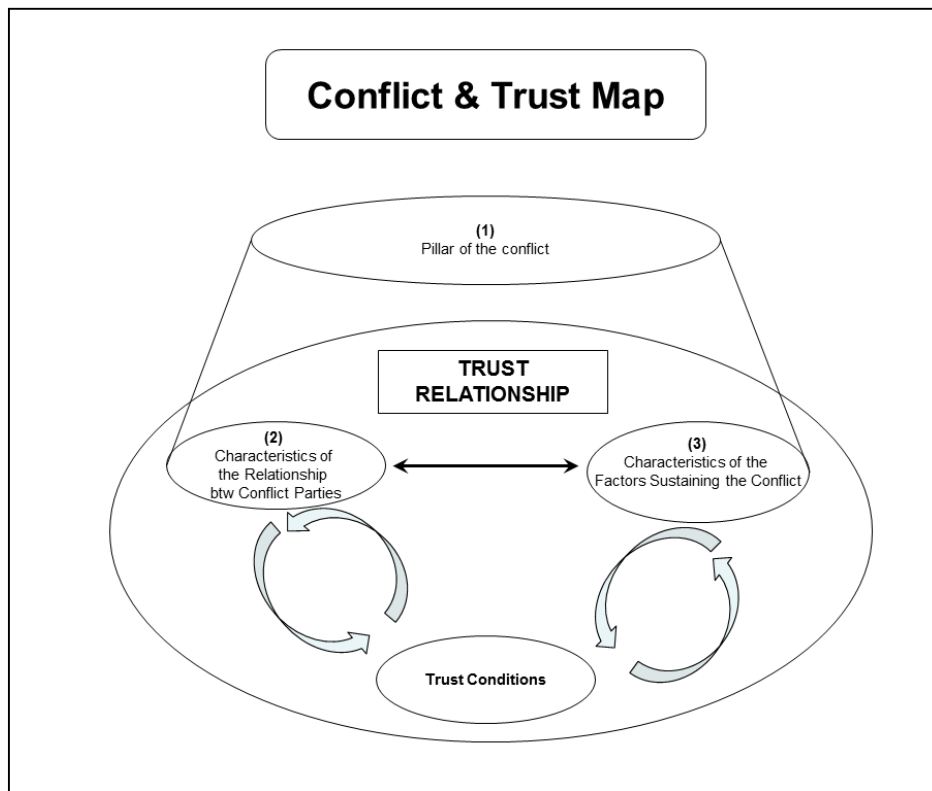 Conflict & Trust Map
(1)
Pillar of the conflict
TRUST
RELATIONSHIP
(2)
Characteristics of
the Relationship
btw Conflict Parties
(3)
Characteristics of the
Factors Sustaining the Conflict
Trust Conditions